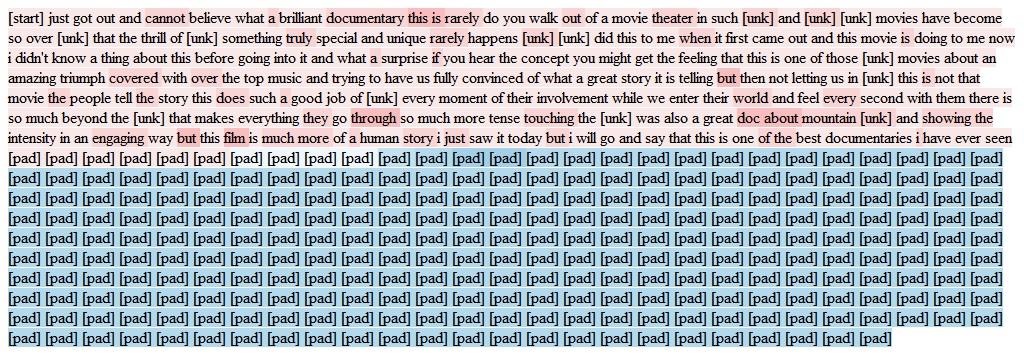 [start] just got out and cannot believe what a brilliant documentary this is rarely do you walk out of a movie theater in such [unk] and [unk] [unk] movies have become
so over [unk] that the thrill of [unk] something truly special and unique rarely happens [unk] [unk] did this to me when it first came out and this movie is doing to me now
i didn't know a thing about this before going into it and what a surprise if you hear the concept you might get the feeling that this is one of those [unk] movies about an
amazing triumph covered with over the top music and trying to have us fully convinced of what a great story it is telling but then not letting us in [unk] this is not that
movie the people tell the story this does such a good job of [unk] every moment of their involvement while we enter their world and feel every second with them there is
so much beyond the [unk] that makes everything they go through so much more tense touching the [unk] was also a great doc about mountain [unk] and showing the
intensity in an engaging way but this film is much more of a human story i just saw it today but i will go and say that this is one of the best documentaries i have ever seen
[pad] [pad] [pad] [pad] [pad] [pad] [pad] [pad] [pad] [pad] [pad] [pad] [pad] [pad] [pad] [pad] [pad] [pad] [pad] [pad] [pad] [pad] [pad] [pad] [pad] [pad] [pad]
[pad] [pad] [pad] [pad] [pad] [pad] [pad] [pad] [pad] [pad] [pad] [pad] [pad] [pad] [pad] [pad] [pad] [pad] [pad] [pad] [pad] [pad] [pad] [pad] [pad] [pad] [pad]
[pad] [pad] [pad] [pad] [pad] [pad] [pad] [pad] [pad] [pad] [pad] [pad] [pad] [pad] [pad] [pad] [pad] [pad] [pad] [pad] [pad] [pad] [pad] [pad] [pad] [pad] [pad]
[pad] [pad] [pad] [pad] [pad] [pad] [pad] [pad] [pad] [pad] [pad] [pad] [pad] [pad] [pad] [pad] [pad] [pad] [pad] [pad] [pad] [pad] [pad] [pad] [pad] [pad] [pad]
[pad] [pad] [pad] [pad] [pad] [pad] [pad] [pad] [pad] [pad] [pad] [pad] [pad] [pad] [pad] [pad] [pad] [pad] [pad] [pad] [pad] [pad] [pad] [pad] [pad] [pad] [pad]
[pad] [pad] [pad] [pad] [pad] [pad] [pad] [pad] [pad] [pad] [pad] [pad] [pad] [pad] [pad] [pad] [pad] [pad] [pad] [pad] [pad] [pad] [pad] [pad] [pad] [pad] [pad]
[pad] [pad] [pad] [pad] [pad] [pad] [pad] [pad] [pad] [pad] [pad] [pad] [pad] [pad] [pad] [pad] [pad] [pad] [pad] [pad] [pad] [pad] [pad] [pad] [pad] [pad] [pad]
[pad] [pad] [pad] [pad] [pad] [pad] [pad] [pad] [pad] [pad] [pad] [pad] [pad] [pad] [pad] [pad] [pad] [pad] [pad] [pad] [pad] [pad] [pad] [pad] [pad] [pad] [pad]
[pad] [pad] [pad] [pad] [pad] [pad] [pad] [pad] [pad] [pad] [pad] [pad] [pad] [pad] [pad] [pad] [pad] [pad] [pad] [pad] [pad] [pad] [pad] [pad] [pad] [pad] [pad]
[pad] [pad] [pad] [pad] [pad] [pad] [pad] [pad] [pad] [pad] [pad] [pad] [pad] [pad] [pad] [pad] [pad] [pad] [pad] [pad] [pad] [pad] [pad] [pad]